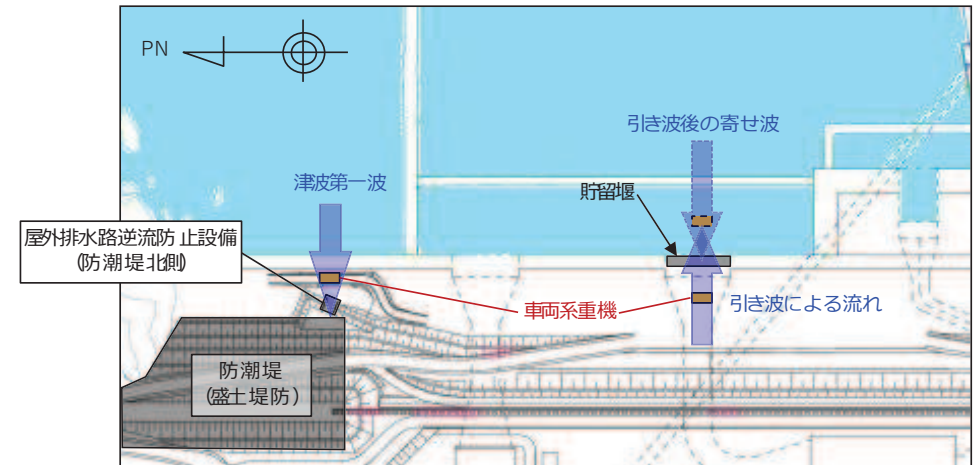 PN
引き波後の寄せ波
津波第一波
貯留堰
屋外排水路逆流防止設備
(防潮堤北側)
車両系重機
引き波による流れ
防潮堤
(盛土堤防)